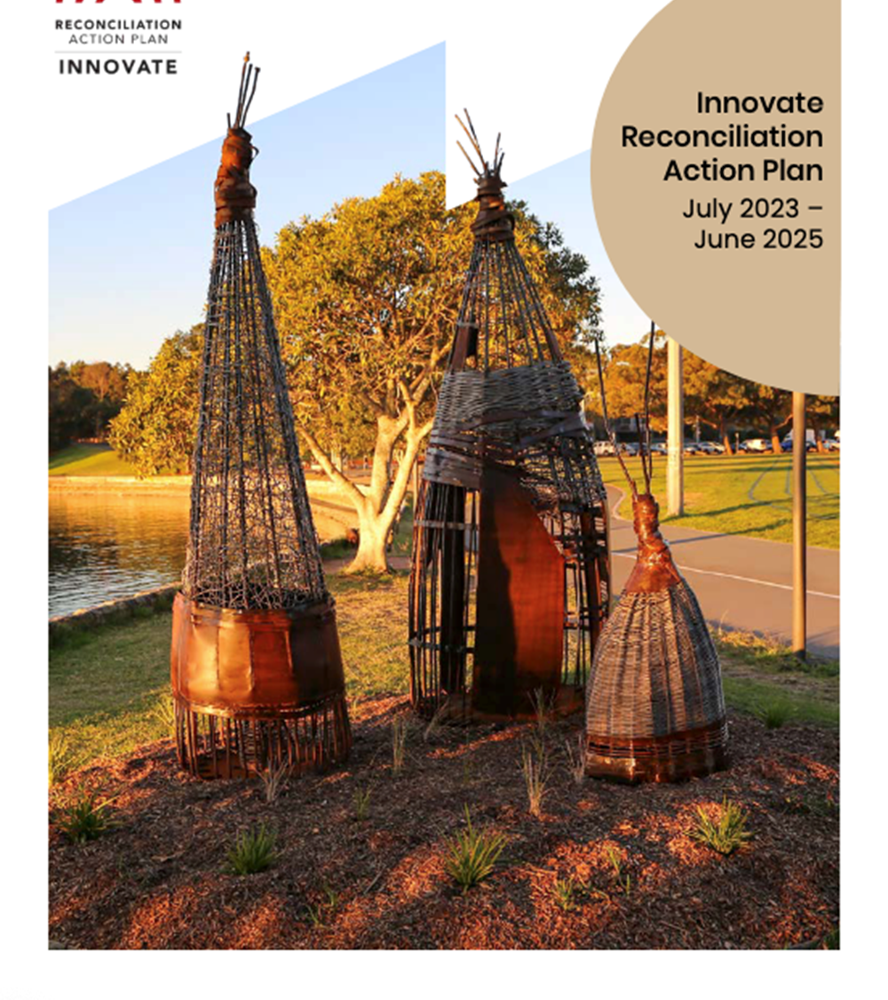 RECONCILIATION
ACTION PLAN
INNOVATE
Innovate
Reconciliation
Action Plan
July 2023 –
June 2025